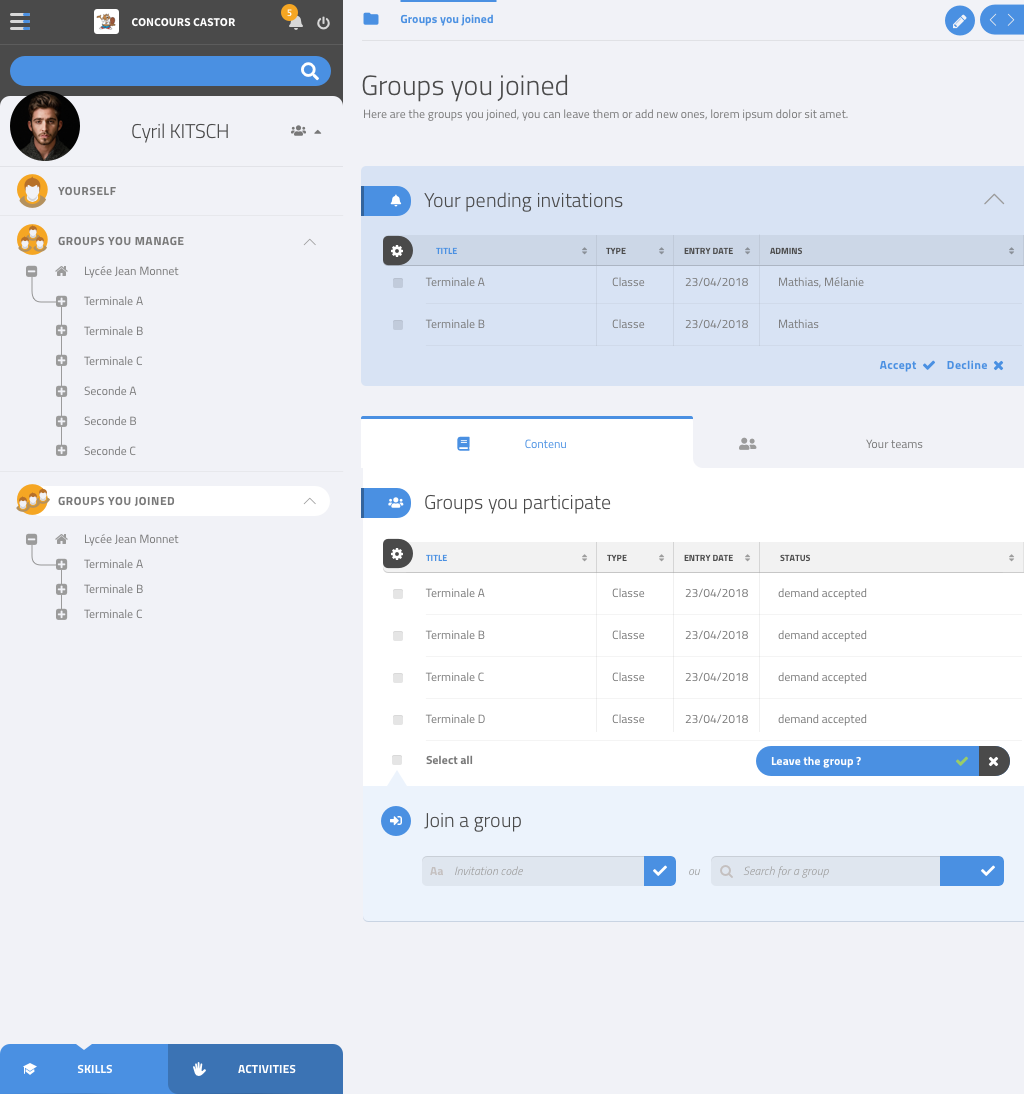 CONCOURS CASTOR
5
Cyril KITSCH
YOURSELF
GROUPS YOU MANAGE
Lycée Jean Monnet
Terminale A
Terminale B
Terminale C
Seconde A
Seconde B
Seconde C
GROUPS YOU JOINED
Lycée Jean Monnet
Terminale A
Terminale B
Terminale C
SKILLS
ACTIVITIES
Groups you joined
Groups you joined
Here are the groups you joined, you can leave them or add new ones, lorem ipsum dolor sit amet.
Your pending invitations
TITLE TYPE ENTRY DATE ADMINS
Terminale A Classe 23/04/2018 Mathias, Mélanie
Terminale B Classe 23/04/2018 Mathias
Accept Decline
Contenu Your teams
Groups you participate
TITLE TYPE ENTRY DATE STATUS
Terminale A Classe 23/04/2018 demand accepted
Terminale B Classe 23/04/2018 demand accepted
Terminale C Classe 23/04/2018 demand accepted
Terminale D Classe 23/04/2018 demand accepted
Select all Leave the group ?
Join a group
Aa Invitation code ou Search for a group